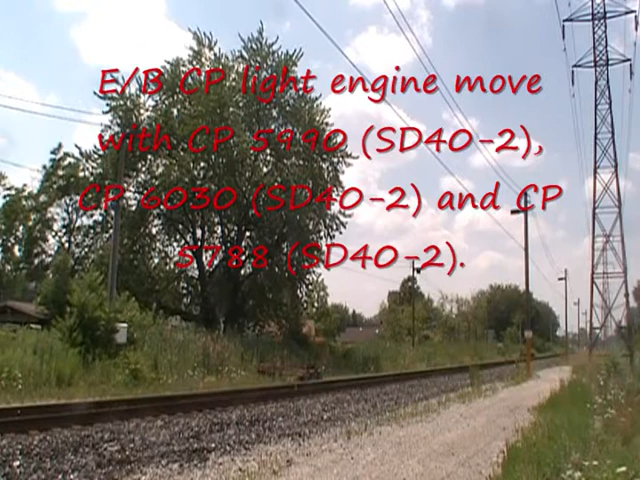 E/B CP light engine move
with CP 5990 (SD40-2),
CP 6030 (SD40-2) and CP
5788 (SD40-2).